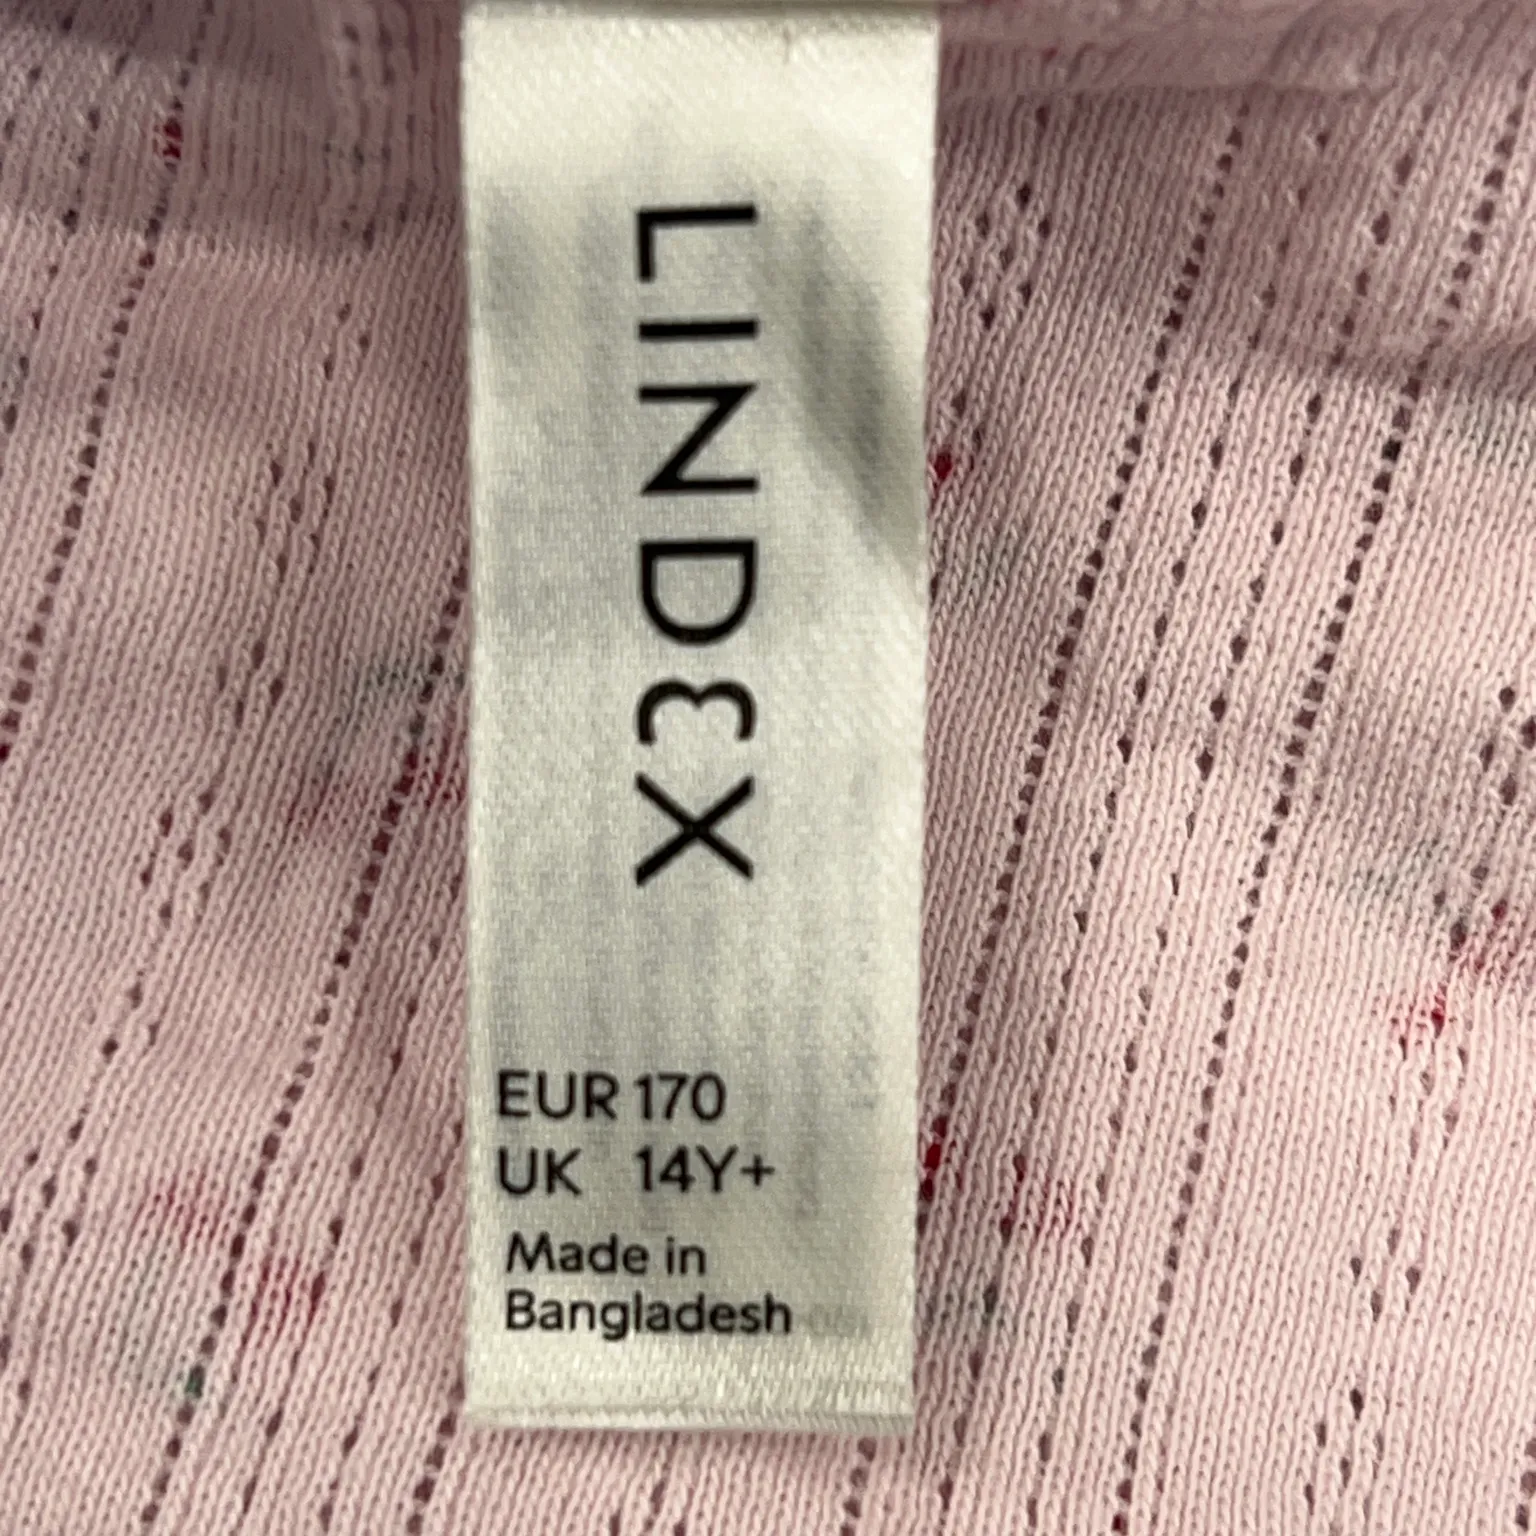 LINDEX
EUR 170
UK 14Y+
Made in
Bangladesh